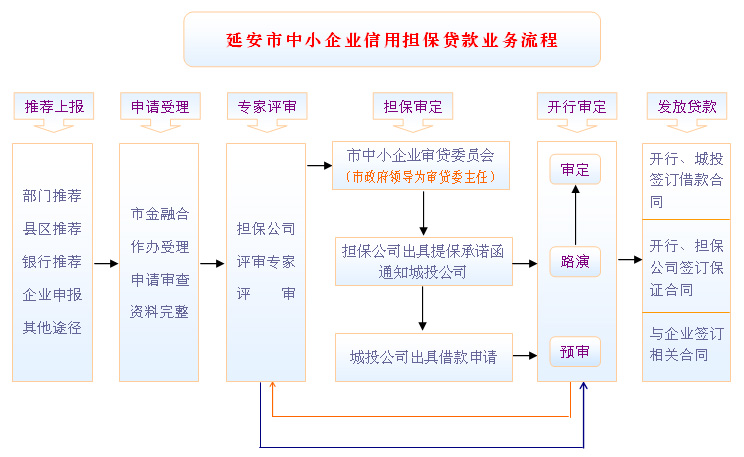 延安市中小企业信用担保贷款业务流程
推荐上报
申请受理
专家评审
担保审定
开行审定
发放贷款
部门推荐
县区推荐
银行推荐
企业申报
其他途径
市金融合
作办受理
申请审查
资料完整
担保公司
评审专家
评 审
市中小企业审贷委员会
（市政府领导为审贷委主任）
担保公司出具提保承诺函
通知城投公司
城投公司出具借款申请
审定
路演
预审
开行、城投
签订借款合
同
开行、担保
公司签订保
证合同
与企业签订
相关合同